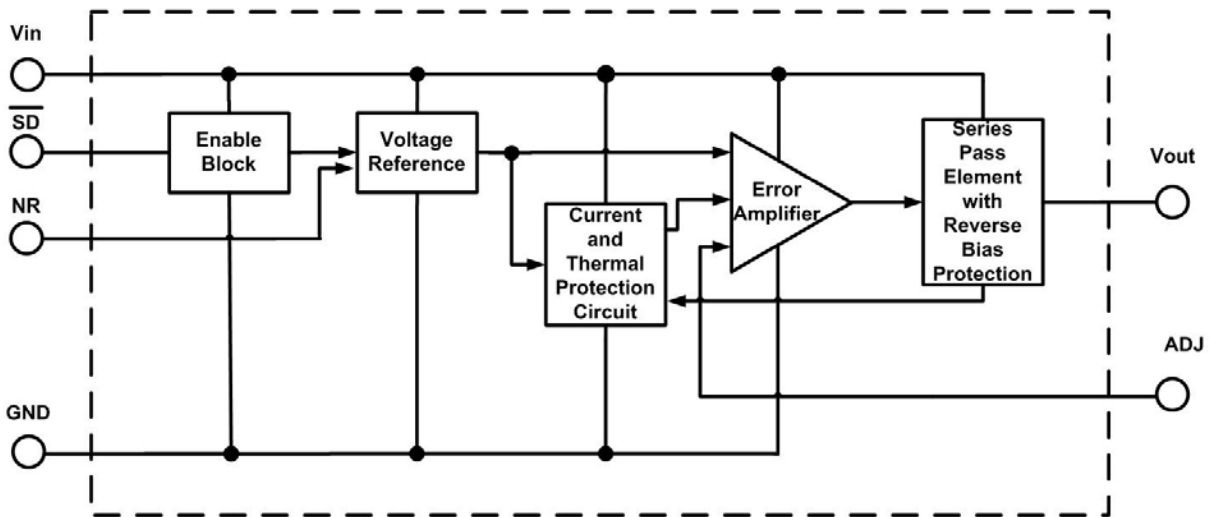 Vin
SD
NR
GND
Enable
Block
Voltage
Reference
Current
and
Thermal
Protection
Circuit
Error
Amplifier
Series
Pass
Element
with
Reverse
Bias
Protection
Vout
ADJ